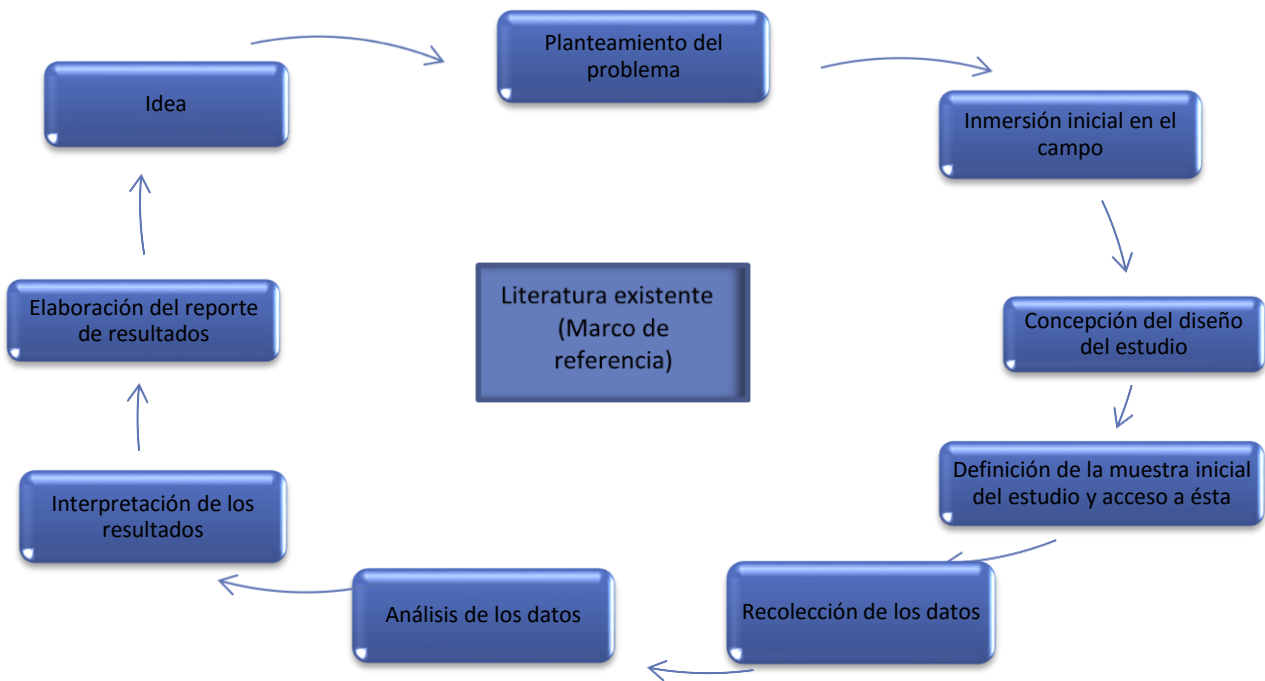 Idea
Planteamiento del
problema
Inmersión inicial en el
campo
Concepción del diseño
del estudio
Definición de la muestra inicial
del estudio y acceso a ésta
Recolección de los datos
Análisis de los datos
Interpretación de los
resultados
Elaboración del reporte
de resultados
Literatura existente
(Marco de
referencia)